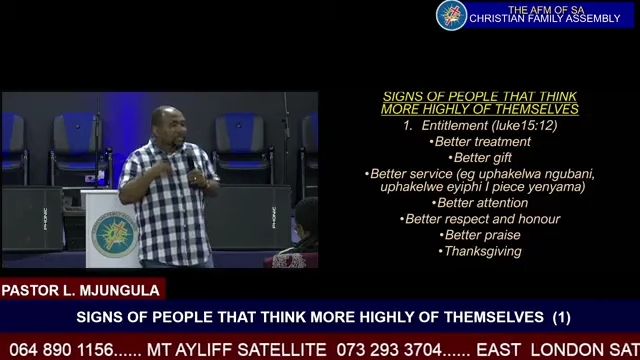 THE AFM OF SA
CHRISTIAN FAMILY ASSEMBLY
SIGNS OF PEOPLE THAT THINK
MORE HIGHLY OF THEMSELVES
1. Entitlement (luke15:12)
•Better treatment
•Better gift
•Better service (eg uphakelwa ngubani,
uphakelwe eyiphi I piece yenyama)
•Better attention
•Better respect and honour
•Better praise
•Thanksgiving
PHONIC
PHONIC
PASTOR L. MJUNGULA
SIGNS OF PEOPLE THAT THINK MORE HIGHLY OF THEMSELVES (1)
064 890 1156...... MT AYLIFF SATELLITE 073 293 3704...... EAST LONDON SAT